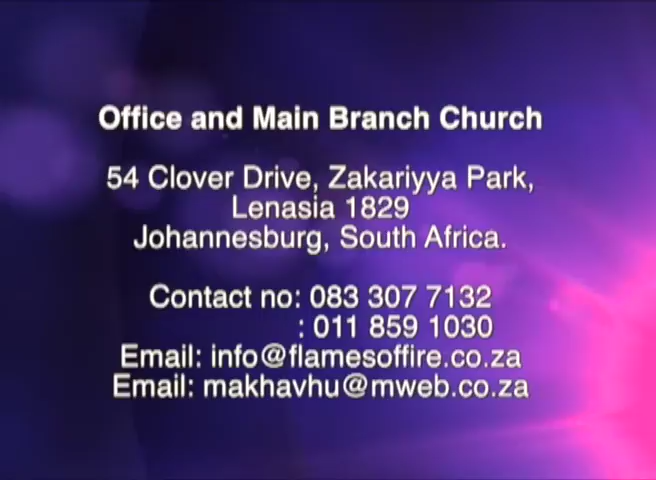 Office and Main Branch Church
54 Clover Drive, Zakariyya Park,
Lenasia 1829
Johannesburg, South Africa.
Contact no: 083 307 7132
: 011 859 1030
Email: info@flamesoffire.co.za
Email: makhavhu@mweb.co.za